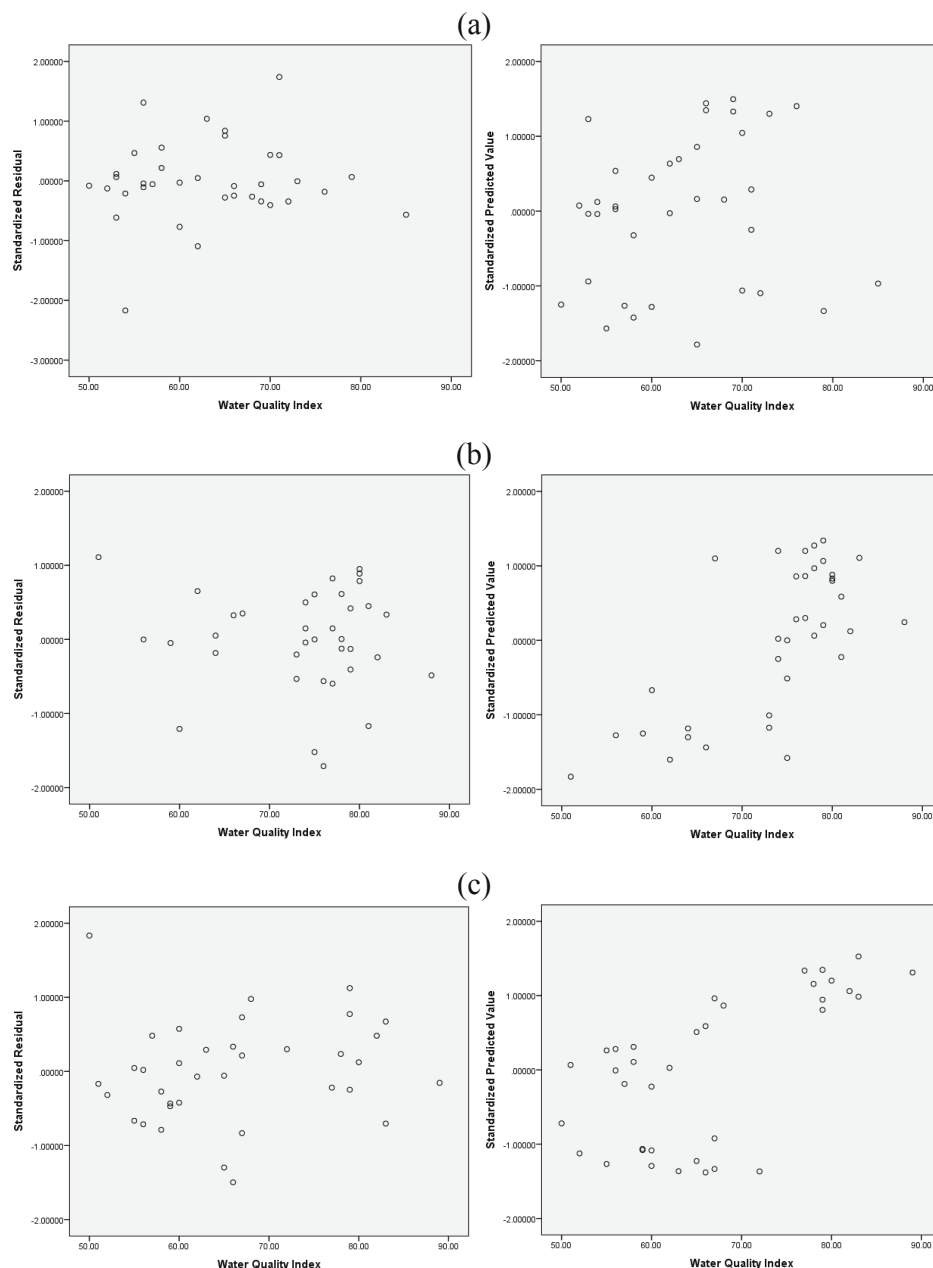 (a)
2.00000
1.00000
.00000
-1.00000
-2.00000
-3.00000
Standardized Residual
50.00 60.00 70.00 80.00 90.00
Water Quality Index
2.00000
1.00000
.00000
-1.00000
-2.00000
Standardized Predicted Value
50.00 60.00 70.00 80.00 90.00
Water Quality Index
(b)
2.00000
1.00000
.00000
-1.00000
-2.00000
Standardized Residual
50.00 60.00 70.00 80.00 90.00
Water Quality Index
2.00000
1.00000
.00000
-1.00000
-2.00000
Standardized Predicted Value
50.00 60.00 70.00 80.00 90.00
Water Quality Index
(c)
2.00000
1.00000
.00000
-1.00000
-2.00000
Standardized Residual
50.00 60.00 70.00 80.00 90.00
Water Quality Index
2.00000
1.00000
.00000
-1.00000
-2.00000
Standardized Predicted Value
50.00 60.00 70.00 80.00 90.00
Water Quality Index